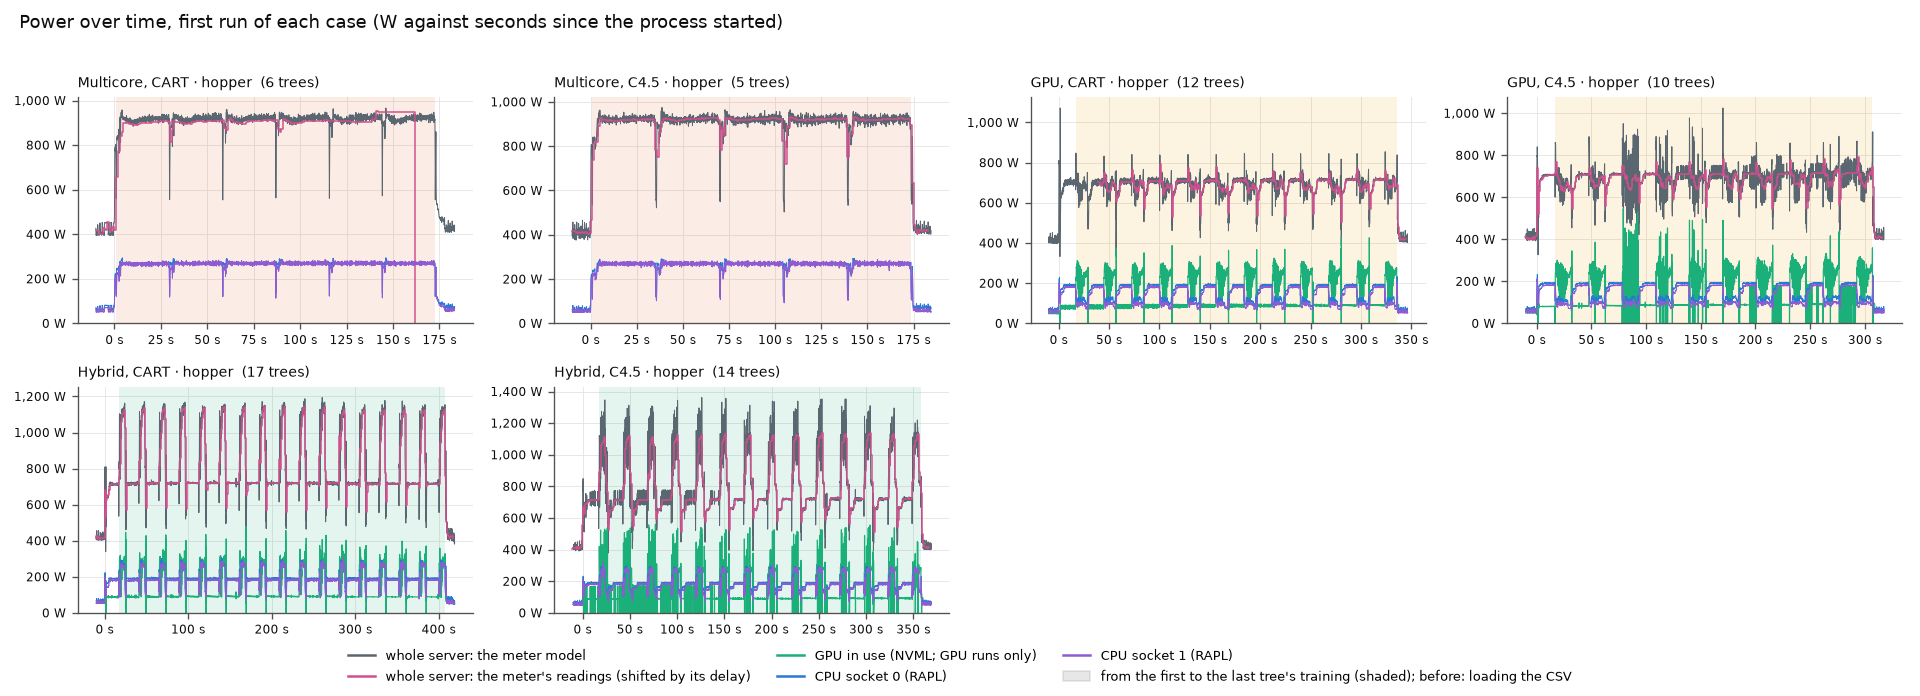 Power over time, first run of each case (W against seconds since the process started)
Multicore, CART · hopper  (6 trees)
1,000 W
800 W
600 W
400 W
200 W
0 W
0 s 25 s 50 s 75 s 100 s 125 s 150 s 175 s
Multicore, C4.5 · hopper  (5 trees)
1,000 W
800 W
600 W
400 W
200 W
0 W
0 s 25 s 50 s 75 s 100 s 125 s 150 s 175 s
GPU, CART · hopper  (12 trees)
1,000 W
800 W
600 W
400 W
200 W
0 W
0 s 50 s 100 s 150 s 200 s 250 s 300 s 350 s
GPU, C4.5 · hopper  (10 trees)
1,000 W
800 W
600 W
400 W
200 W
0 W
0 s 50 s 100 s 150 s 200 s 250 s 300 s
Hybrid, CART · hopper  (17 trees)
1,200 W
1,000 W
800 W
600 W
400 W
200 W
0 W
0 s 100 s 200 s 300 s 400 s
Hybrid, C4.5 · hopper  (14 trees)
1,400 W
1,200 W
1,000 W
800 W
600 W
400 W
200 W
0 W
0 s 50 s 100 s 150 s 200 s 250 s 300 s 350 s
whole server: the meter model
whole server: the meter's readings (shifted by its delay)
GPU in use (NVML; GPU runs only)
CPU socket 0 (RAPL)
CPU socket 1 (RAPL)
from the first to the last tree's training (shaded); before: loading the CSV